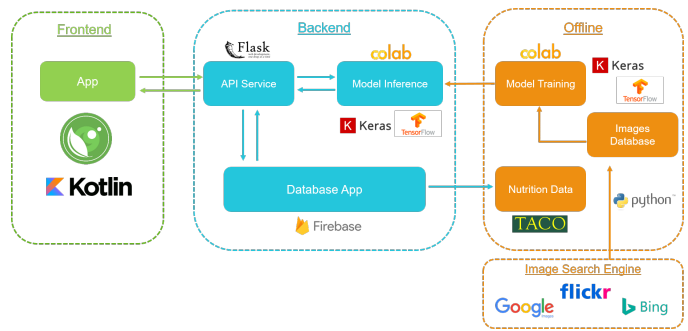 Frontend
App
Kotlin
Backend
Flask
colab
API Service
Model Inference
Keras
TensorFlow
Database App
Firebase
Offline
colab
Keras
TensorFlow
Model Training
Images
Database
Nutrition Data
TACO
python
Image Search Engine
Google
Images
flickr
Bing